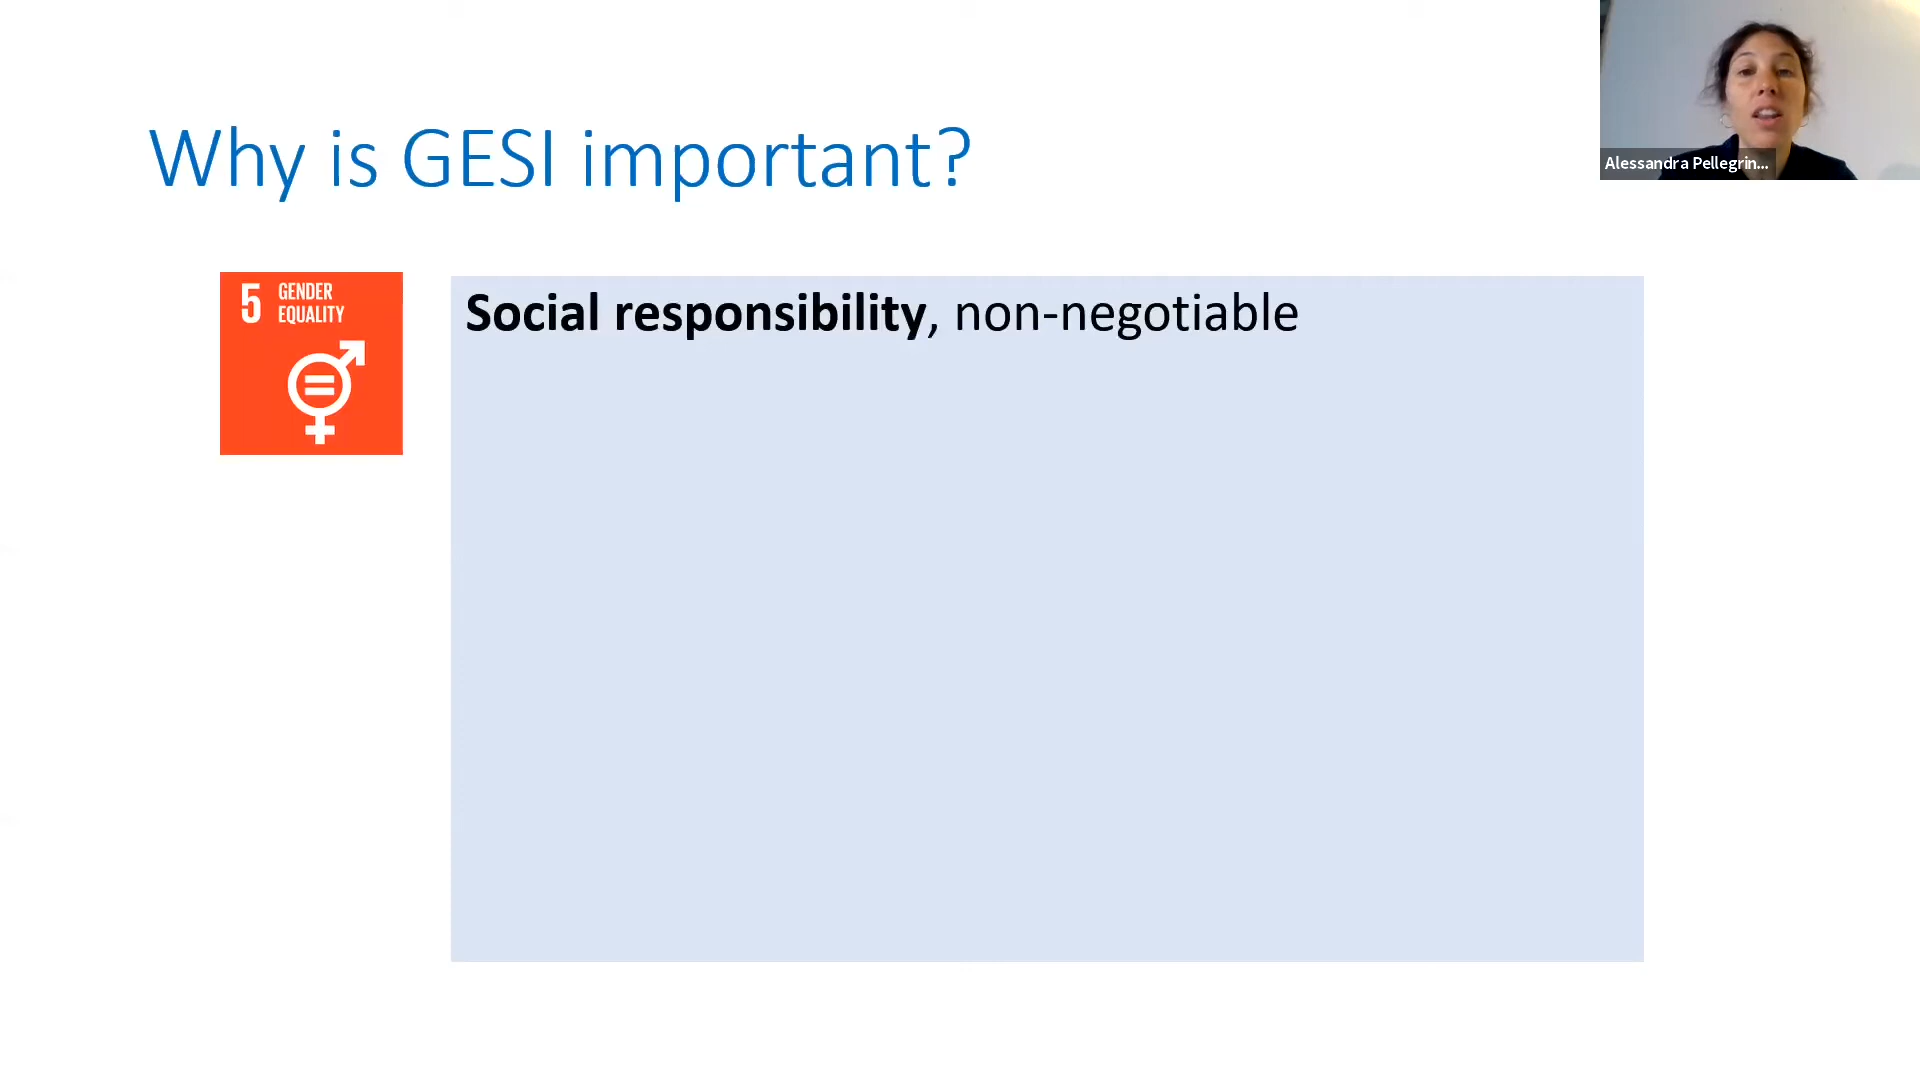 Why is GESI important?
Alessandra Pellegrin...
5 GENDER
EQUALITY
Social responsibility, non-negotiable